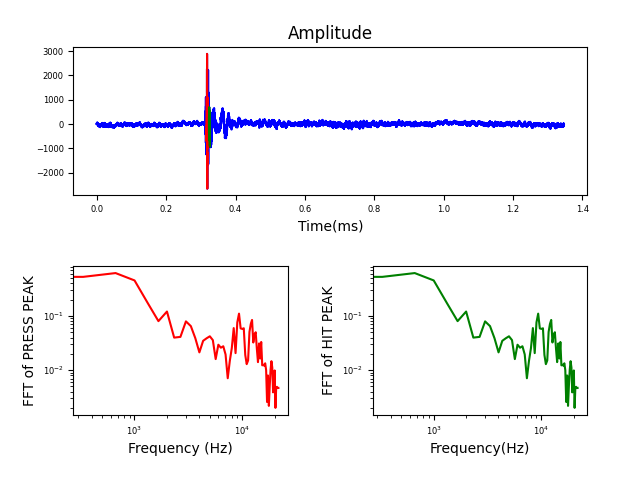 Amplitude
3000
2000
1000
0
−1000
−2000
0.0 0.2 0.4 0.6 0.8 1.0 1.2 1.4
Time(ms)
FFT of PRESS PEAK
10⁻¹
10⁻²
10³ 10⁴
Frequency (Hz)
FFT of HIT PEAK
10⁻¹
10⁻²
10³ 10⁴
Frequency(Hz)